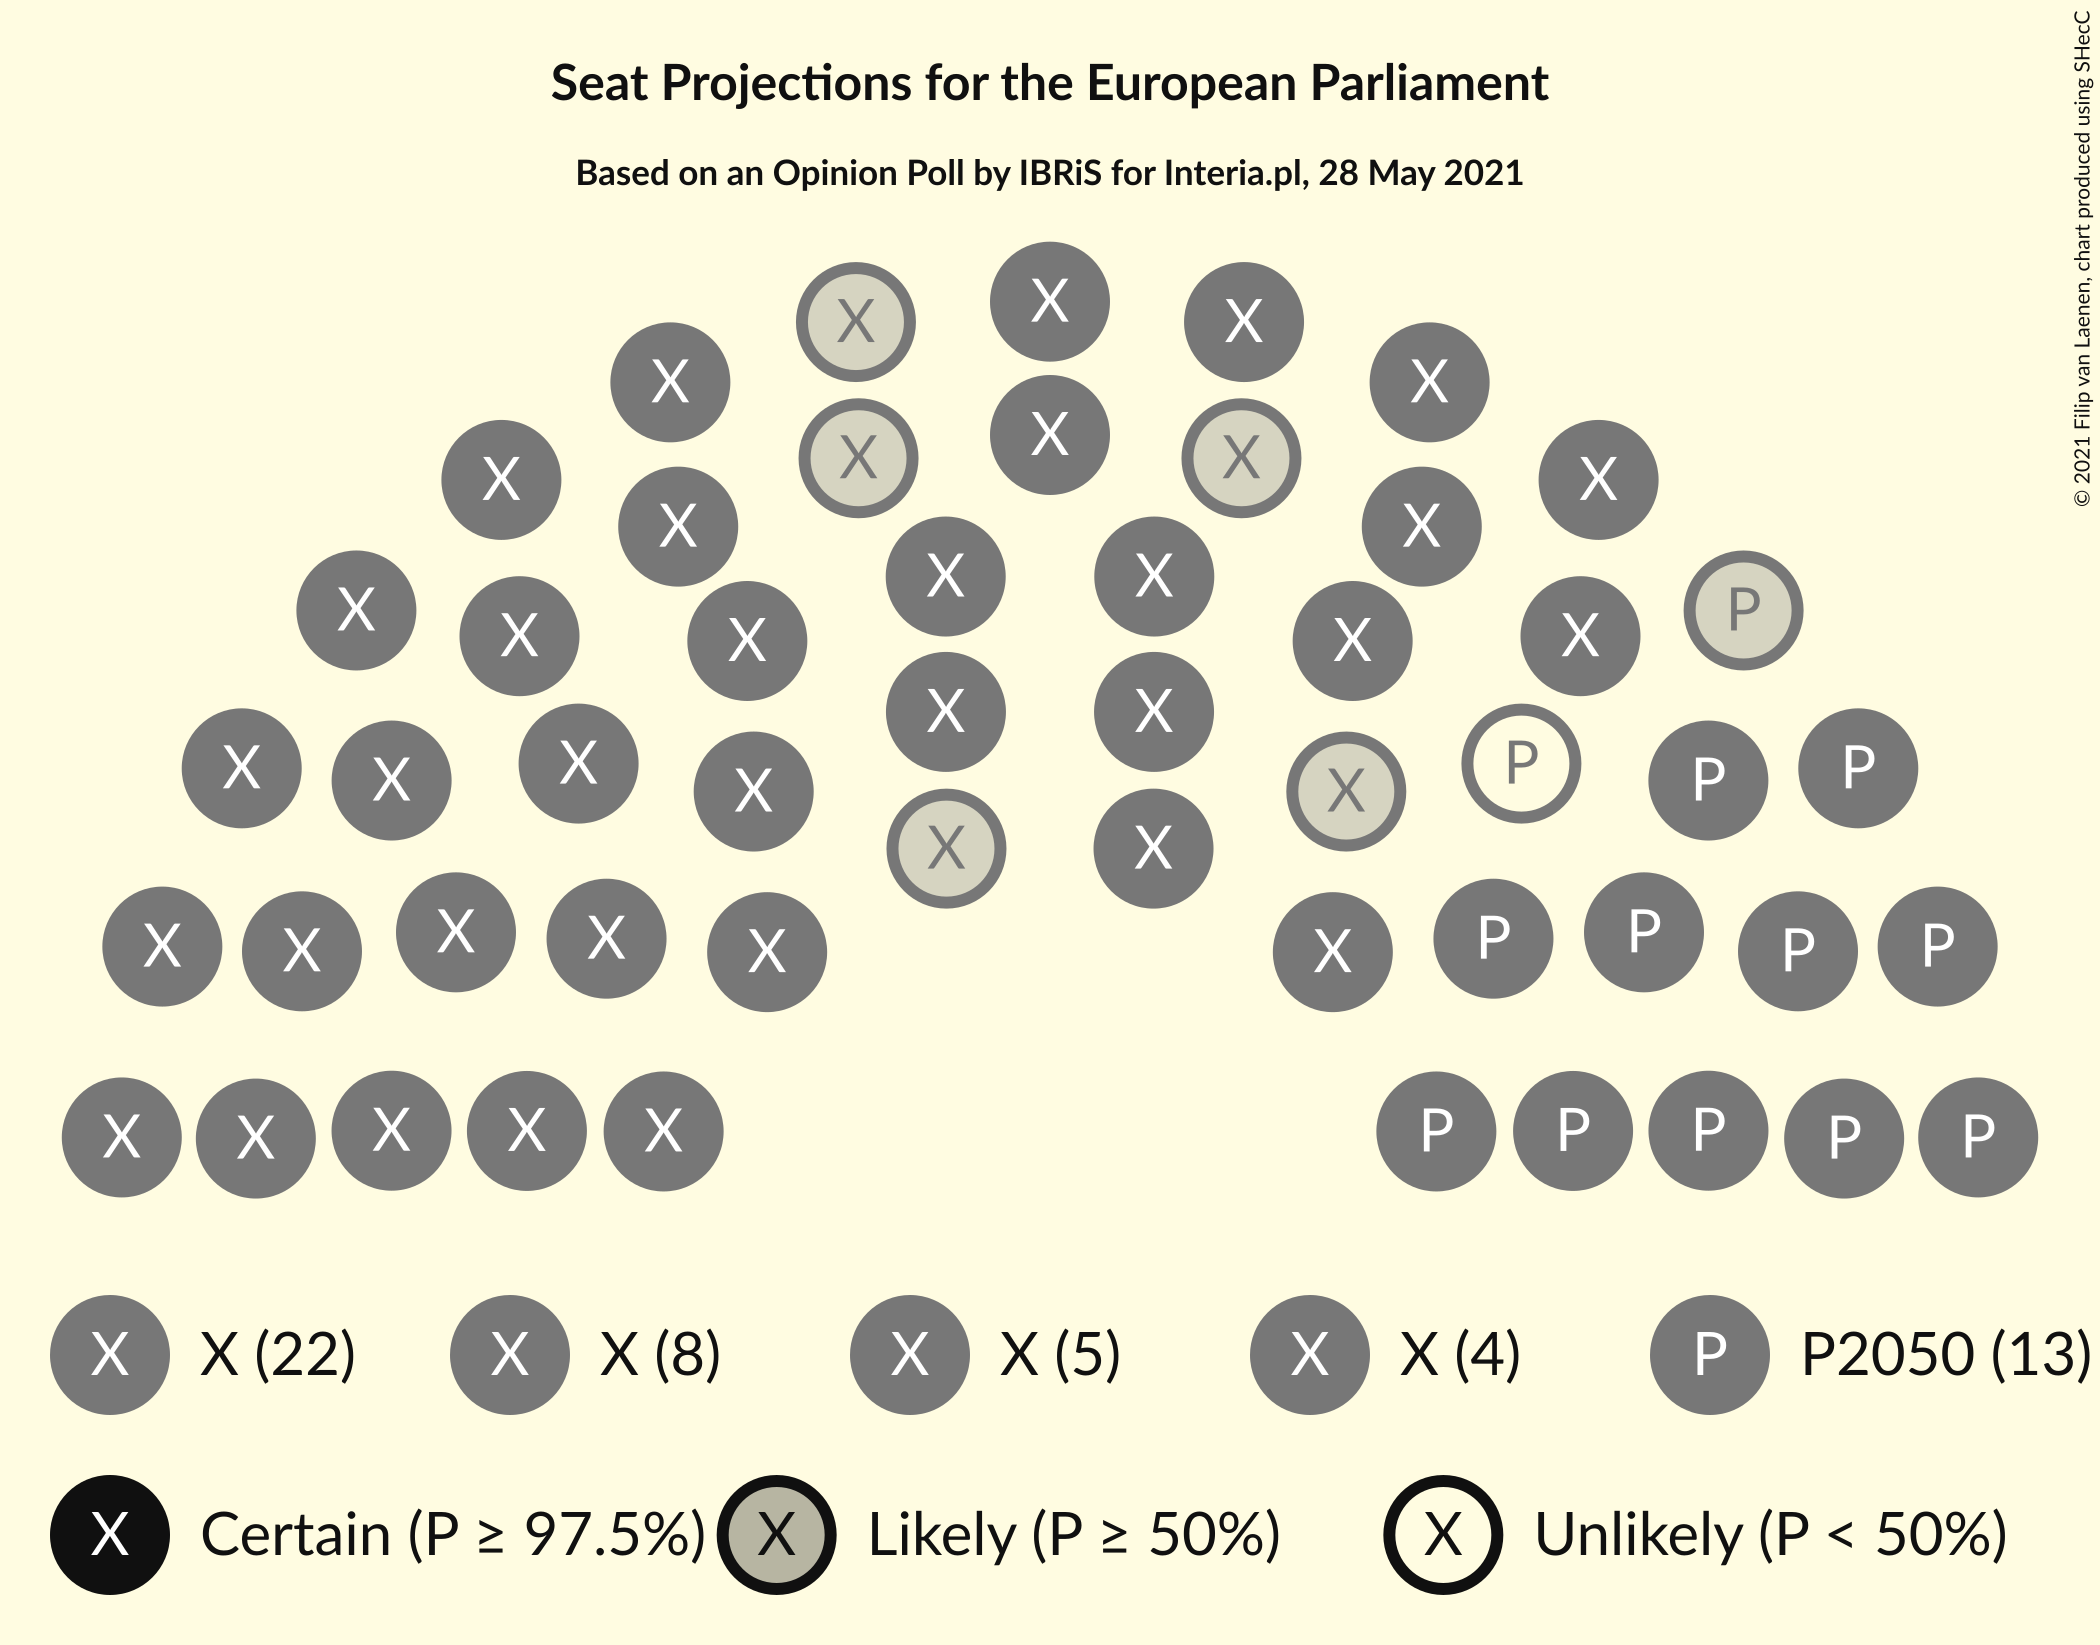 Seat Projections for the European Parliament
Based on an Opinion Poll by IBRiS for Interia.pl, 28 May 2021
© 2021 Filip van Laenen, chart produced using SHecC
X X X
X X
X X X
X X
X X
X X
X X P
X X
X X
X X P
X P P
X X X
X X
X X P P
X X X P P P
X X X P
X X X X X P P P P P
X X (22) X X (8) X X (5) X X (4) P P2050 (13)
X Certain (P ≥ 97.5%) X Likely (P ≥ 50%) X Unlikely (P < 50%)